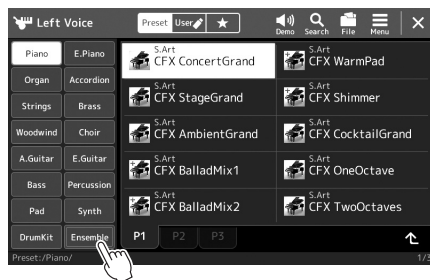 Left Voice
Preset User ★
Demo Search File Menu ×
Piano E.Piano
Organ Accordion
Strings Brass
Woodwind Choir
A.Guitar E.Guitar
Bass Percussion
Pad Synth
DrumKit Ensemble
S.Art
CFX ConcertGrand
S.Art
CFX WarmPad
S.Art
CFX StageGrand
S.Art
CFX Shimmer
S.Art
CFX AmbientGrand
S.Art
CFX CocktailGrand
S.Art
CFX BalladMix1
S.Art
CFX OneOctave
S.Art
CFX BalladMix2
S.Art
CFX TwoOctaves
P1 P2 P3
Preset:/Piano/ 1/3